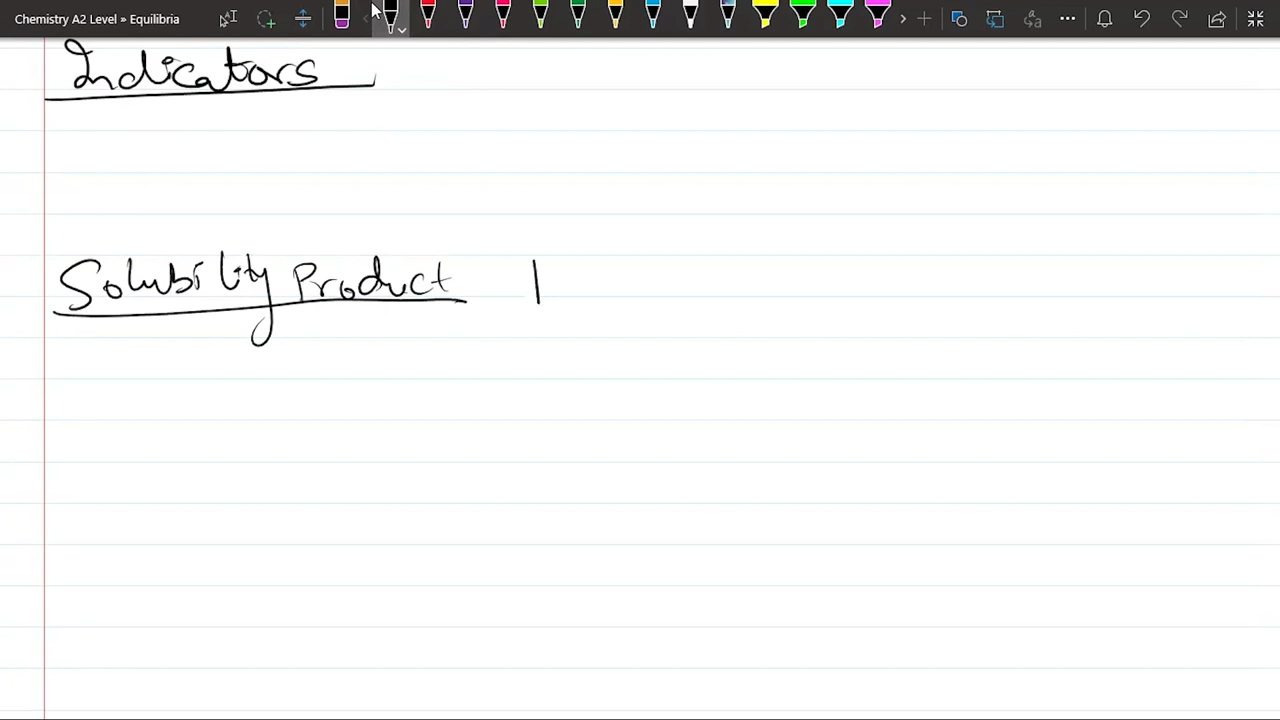 Chemistry A2 Level » Equilibria
Indicators
Solubility Product |